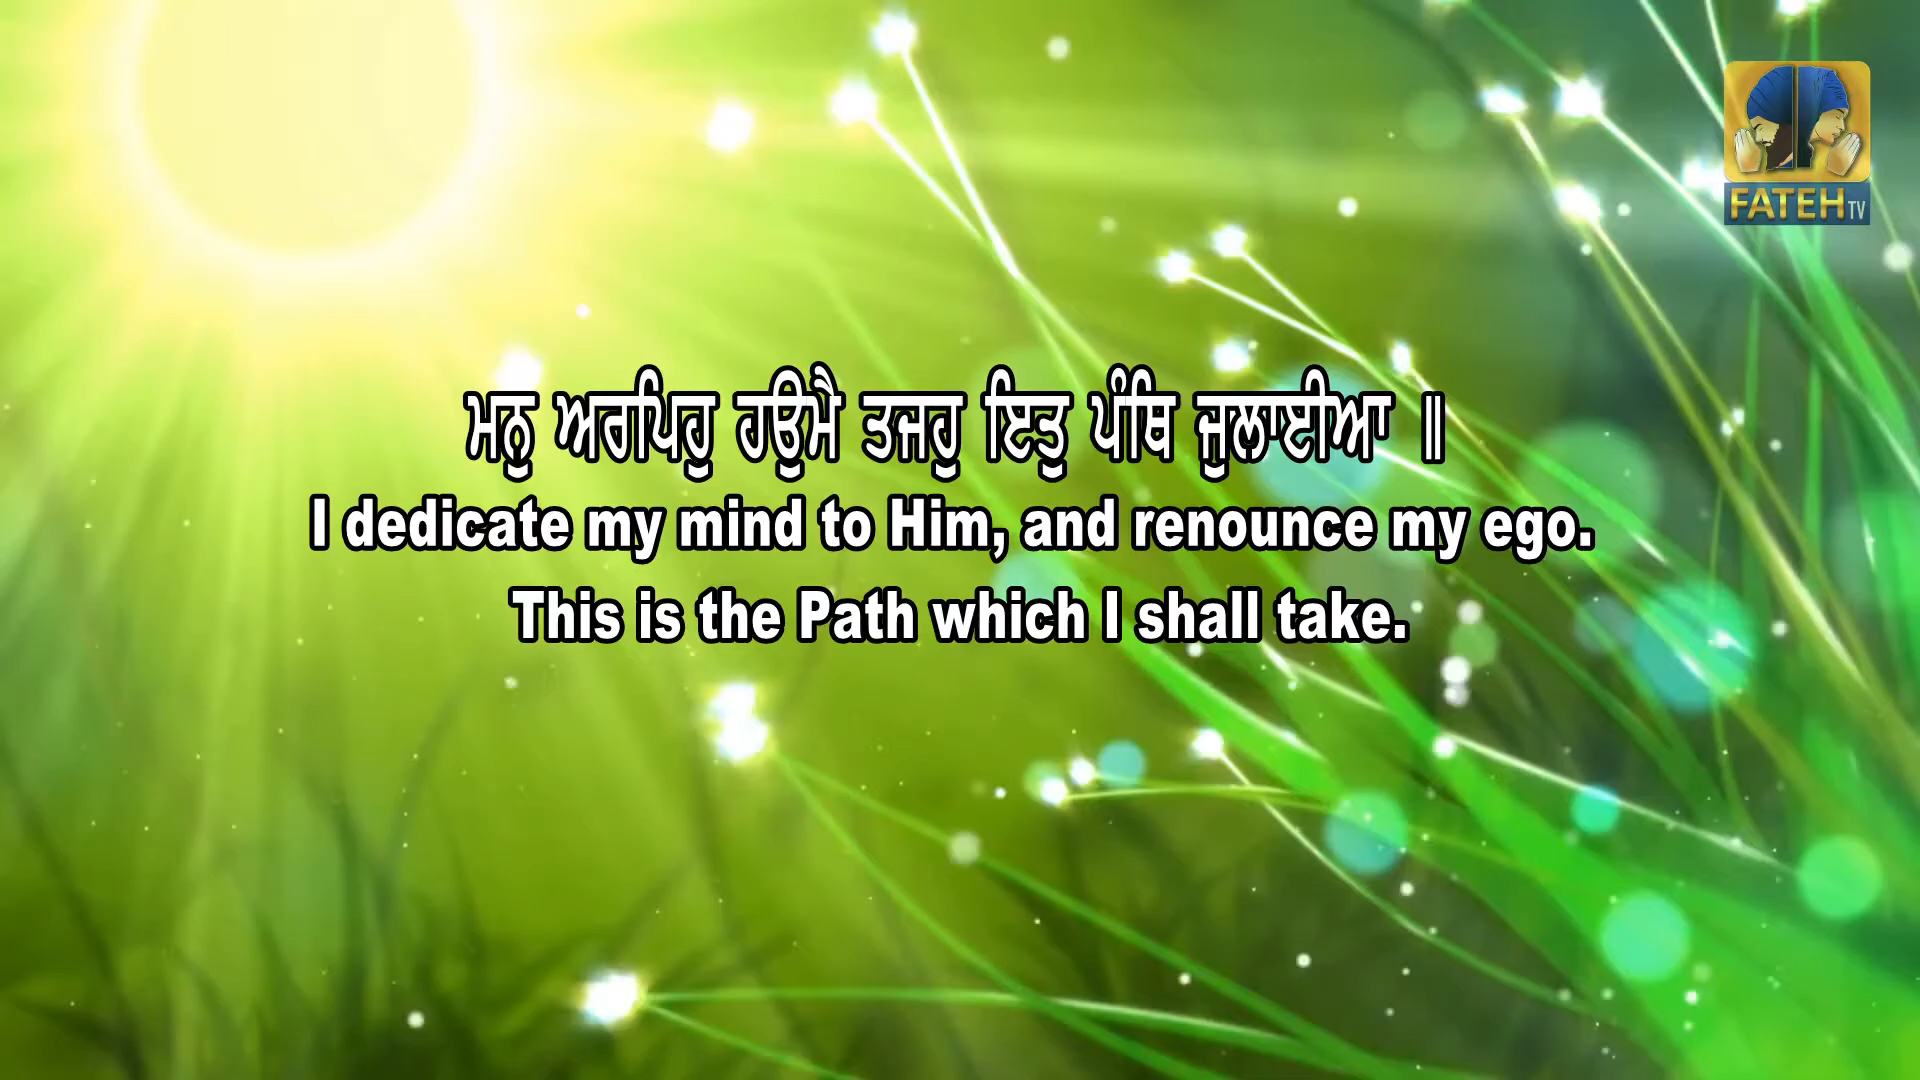 FATEH TV
ਮਨੁ ਅਰਪਿਹੁ ਹਉਮੈ ਤਜਹੁ ਇਤੁ ਪੰਥਿ ਜੁਲਾਈਆ ॥
I dedicate my mind to Him, and renounce my ego.
This is the Path which I shall take.